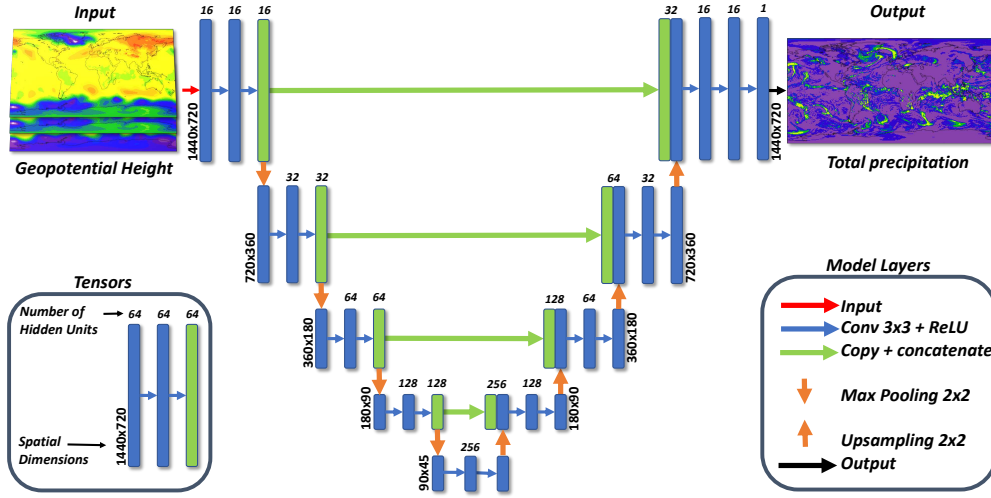 Input
16
16
16
32
16
16
1
Output
1440x720
1440x720
Geopotential Height
Total precipitation
32
32
64
32
720x360
720x360
Tensors
Number of
Hidden Units
64
64
64
1440x720
Spatial
Dimensions
64
64
128
64
360x180
360x180
128
128
256
128
180x90
180x90
256
90x45
Model Layers
Input
Conv 3x3 + ReLU
Copy + concatenate
Max Pooling 2x2
Upsampling 2x2
Output